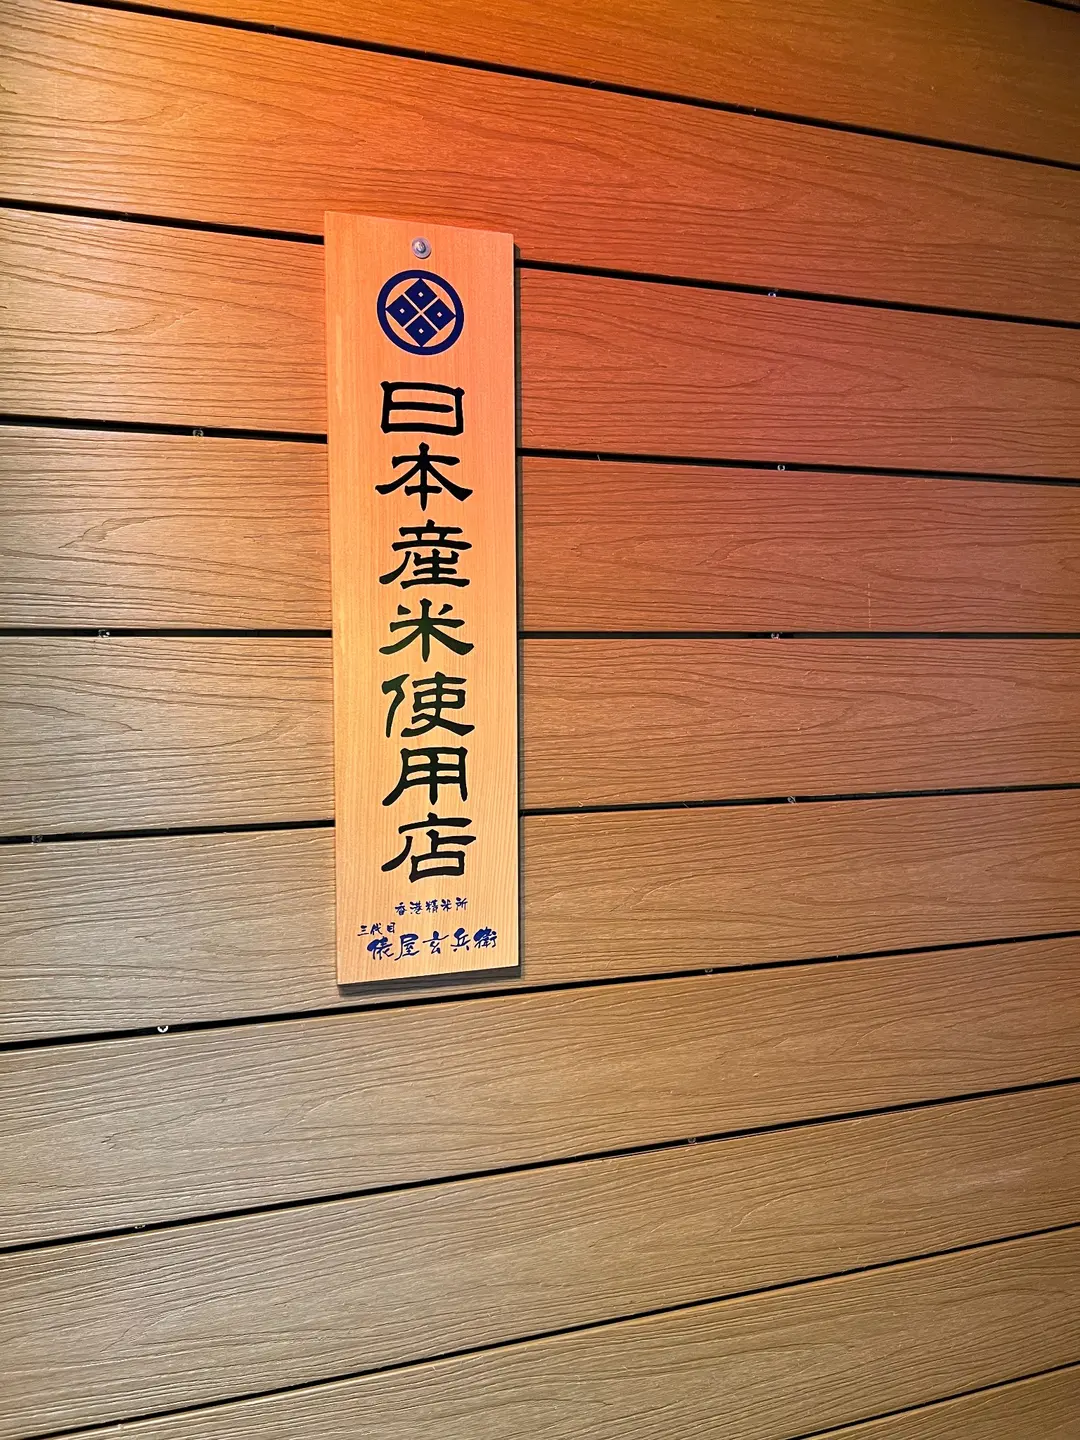 日本産米使用店
香港精米所
三代目
俵屋玄兵衛